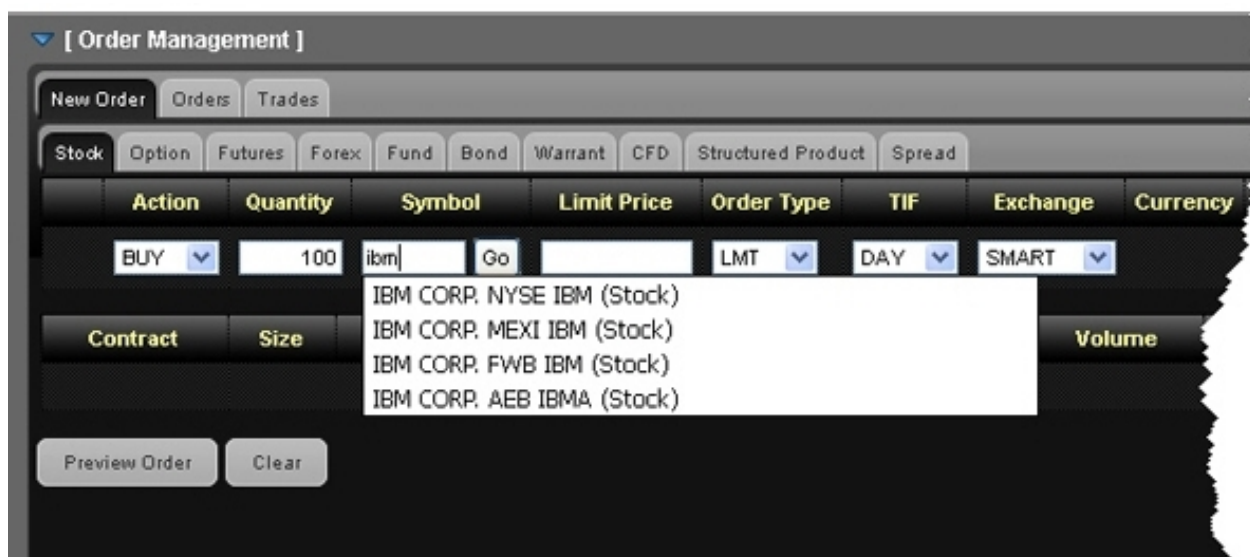 [ Order Management ]
New Order Orders Trades
Stock Option Futures Forex Fund Bond Warrant CFD Structured Product Spread
Action Quantity Symbol Limit Price Order Type TIF Exchange Currency
BUY 100 ibm Go LMT DAY SMART
IBM CORP. NYSE IBM (Stock)
IBM CORP. MEXI IBM (Stock)
IBM CORP. FWB IBM (Stock)
IBM CORP. AEB IBMA (Stock)
Contract Size Volume
Preview Order Clear